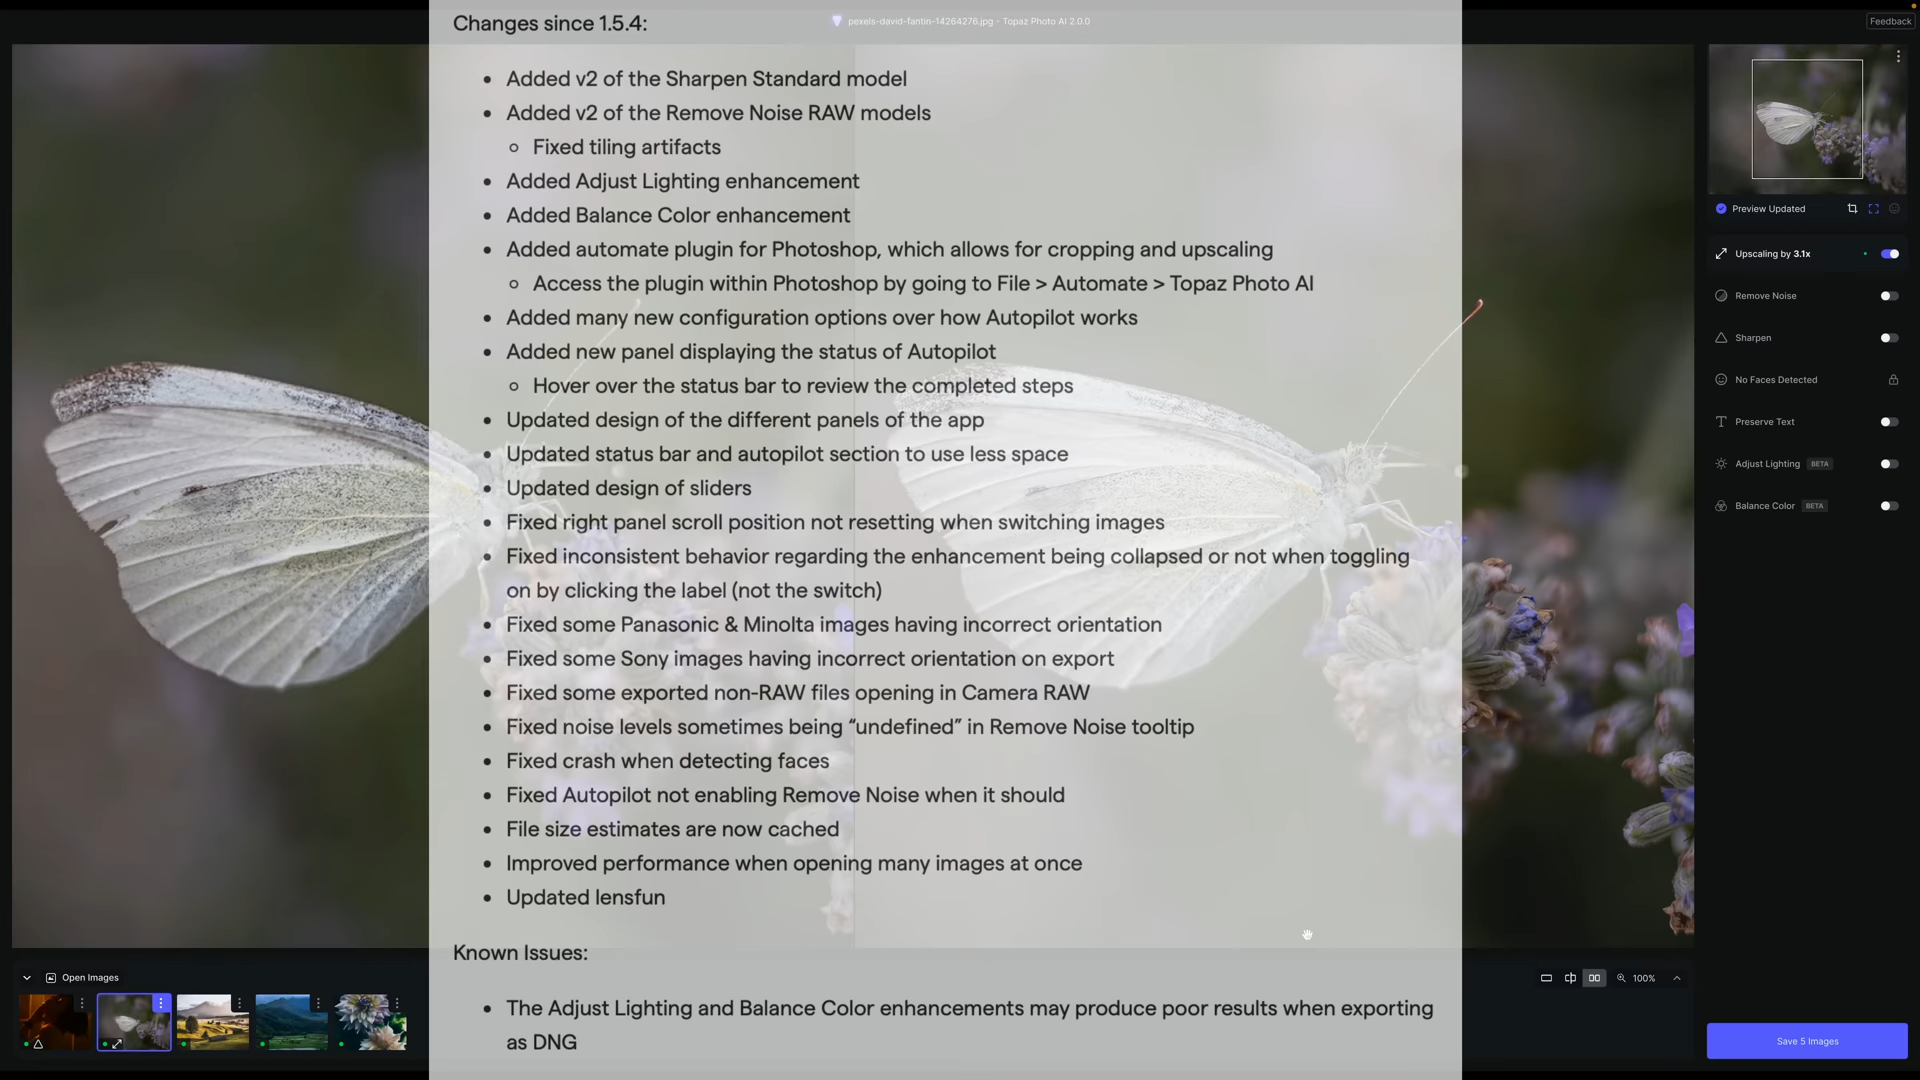 Changes since 1.5.4:
pexels-david-fantin-14264276.jpg - Topaz Photo AI 2.0.0
Feedback
• Added v2 of the Sharpen Standard model
• Added v2 of the Remove Noise RAW models
Fixed tiling artifacts
• Added Adjust Lighting enhancement
• Added Balance Color enhancement
• Added automate plugin for Photoshop, which allows for cropping and upscaling
Access the plugin within Photoshop by going to File > Automate > Topaz Photo AI
• Added many new configuration options over how Autopilot works
• Added new panel displaying the status of Autopilot
Hover over the status bar to review the completed steps
• Updated design of the different panels of the app
• Updated status bar and autopilot section to use less space
• Updated design of sliders
• Fixed right panel scroll position not resetting when switching images
• Fixed inconsistent behavior regarding the enhancement being collapsed or not when toggling
on by clicking the label (not the switch)
• Fixed some Panasonic & Minolta images having incorrect orientation
• Fixed some Sony images having incorrect orientation on export
• Fixed some exported non-RAW files opening in Camera RAW
• Fixed noise levels sometimes being “undefined” in Remove Noise tooltip
• Fixed crash when detecting faces
• Fixed Autopilot not enabling Remove Noise when it should
• File size estimates are now cached
• Improved performance when opening many images at once
• Updated lensfun
Known Issues:
• The Adjust Lighting and Balance Color enhancements may produce poor results when exporting
as DNG
Preview Updated
Upscaling by 3.1x
Remove Noise
Sharpen
No Faces Detected
Preserve Text
Adjust Lighting BETA
Balance Color BETA
Open Images
100%
Save 5 Images